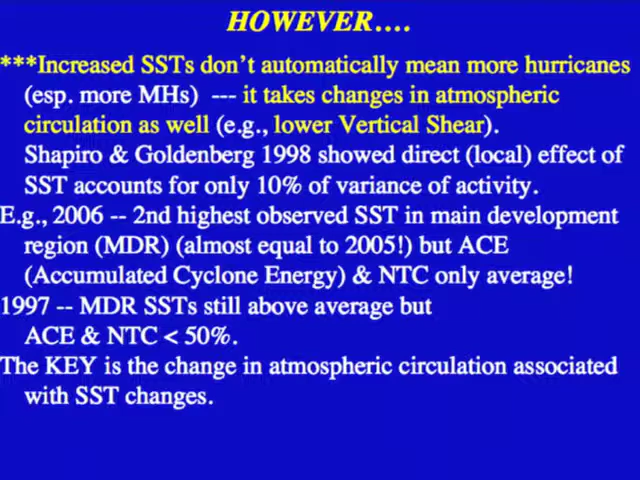 HOWEVER....
***Increased SSTs don't automatically mean more hurricanes
(esp. more MHs) --- it takes changes in atmospheric
circulation as well (e.g., lower Vertical Shear).
Shapiro & Goldenberg 1998 showed direct (local) effect of
SST accounts for only 10% of variance of activity.
E.g., 2006 -- 2nd highest observed SST in main development
region (MDR) (almost equal to 2005!) but ACE
(Accumulated Cyclone Energy) & NTC only average!
1997 -- MDR SSTs still above average but
ACE & NTC < 50%.
The KEY is the change in atmospheric circulation associated
with SST changes.